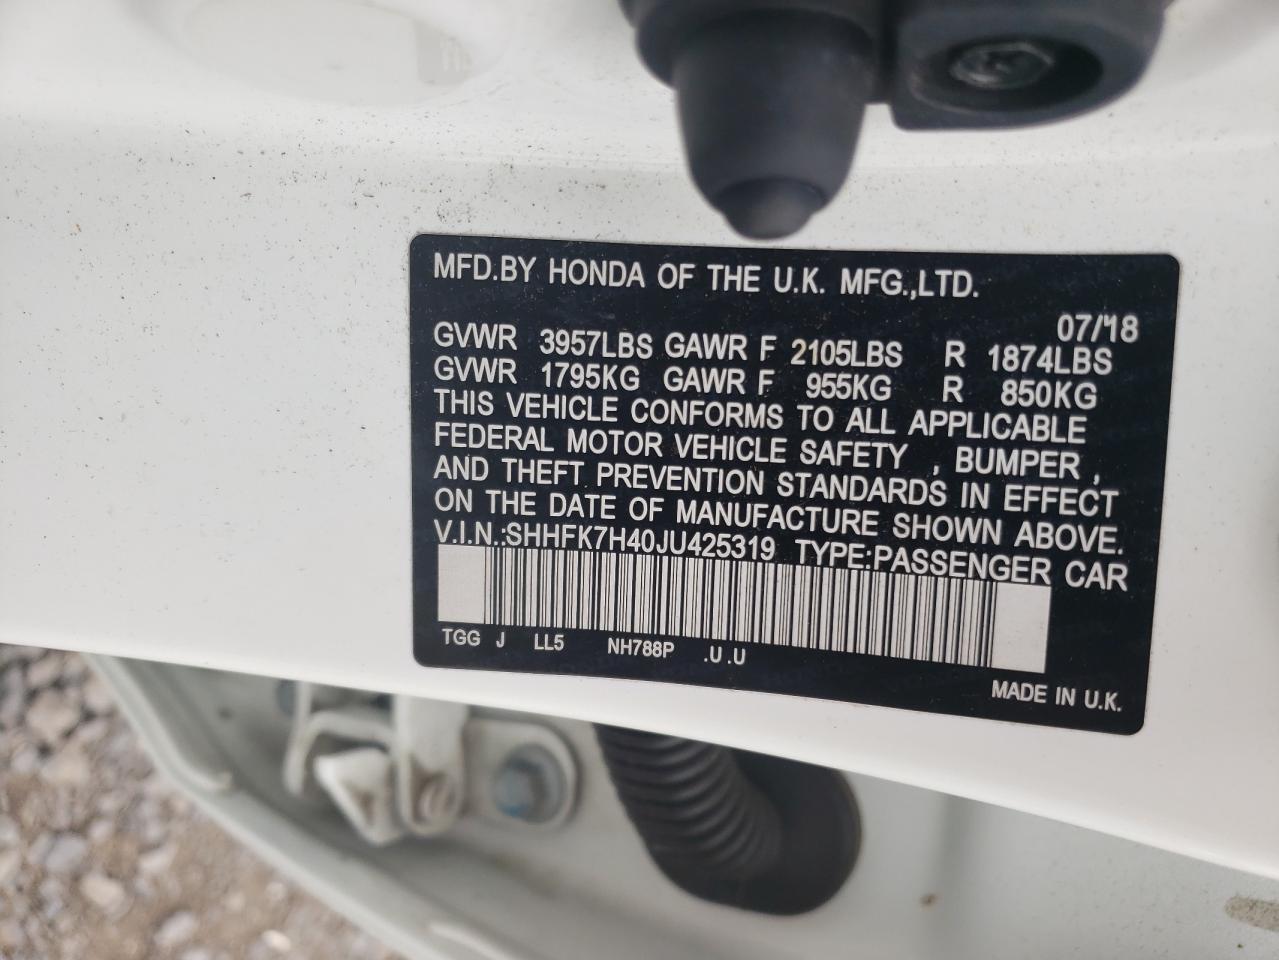 MFD.BY HONDA OF THE U.K. MFG.,LTD.
07/'18
GVWR 3957LBS GAWR F 2105LBS R 1874LBS
GVWR 1795KG GAWR F 955KG R 850KG
THIS VEHICLE CONFORMS TO ALL APPLICABLE
FEDERAL MOTOR VEHICLE SAFETY , BUMPER ,
AND THEFT PREVENTION STANDARDS IN EFFECT
ON THE DATE OF MANUFACTURE SHOWN ABOVE.
V.I.N.:SHHFK7H40JU425319 TYPE:PASSENGER CAR
TGG J LL5 NH788P .U .U
MADE IN U.K.